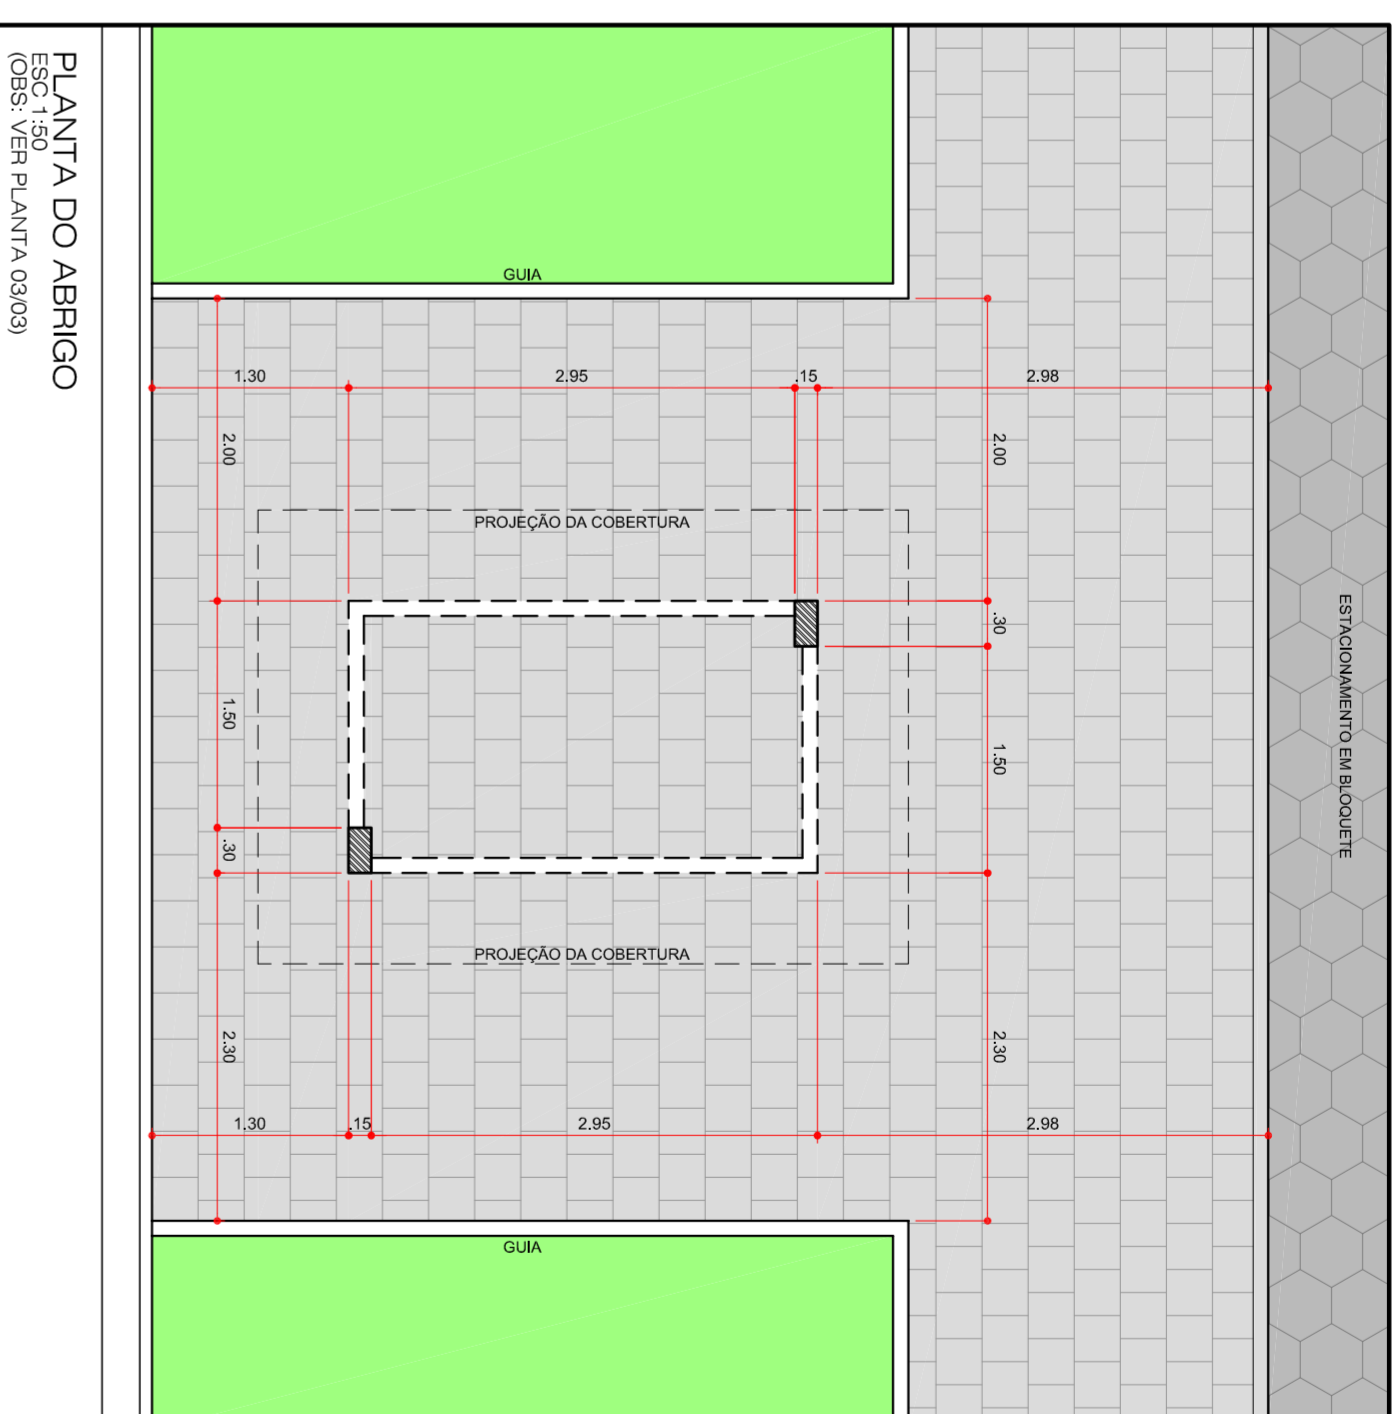 PLANTA DO ABRIGO
ESC 1:50
(OBS: VER PLANTA 03/03)
GUIA
1.30
2.95
.15
2.98
2.00
2.00
PROJEÇÃO DA COBERTURA
.30
1.50
1.50
.30
ESTACIONAMENTO EM BLOQUETE
PROJEÇÃO DA COBERTURA
2.30
2.30
1.30
.15
2.95
2.98
GUIA